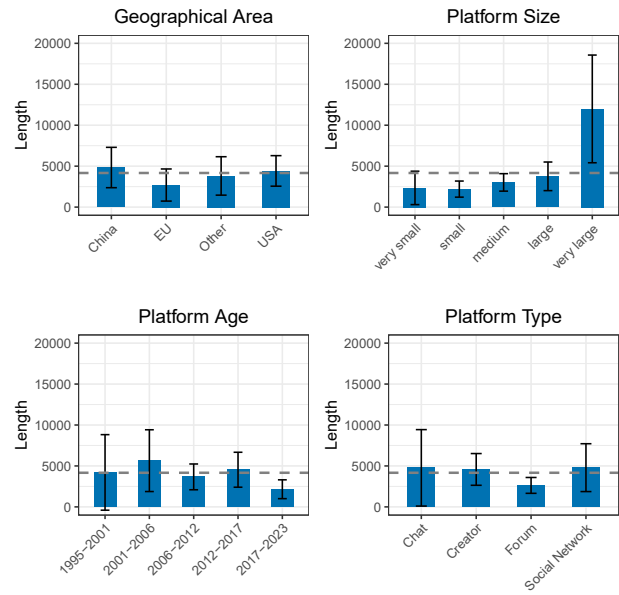 Geographical Area
Length
20000
15000
10000
5000
0
China
EU
Other
USA
Platform Size
Length
20000
15000
10000
5000
0
very small
small
medium
large
very large
Platform Age
Length
20000
15000
10000
5000
0
1995−2001
2001−2006
2006−2012
2012−2017
2017−2023
Platform Type
Length
20000
15000
10000
5000
0
Chat
Creator
Forum
Social Network